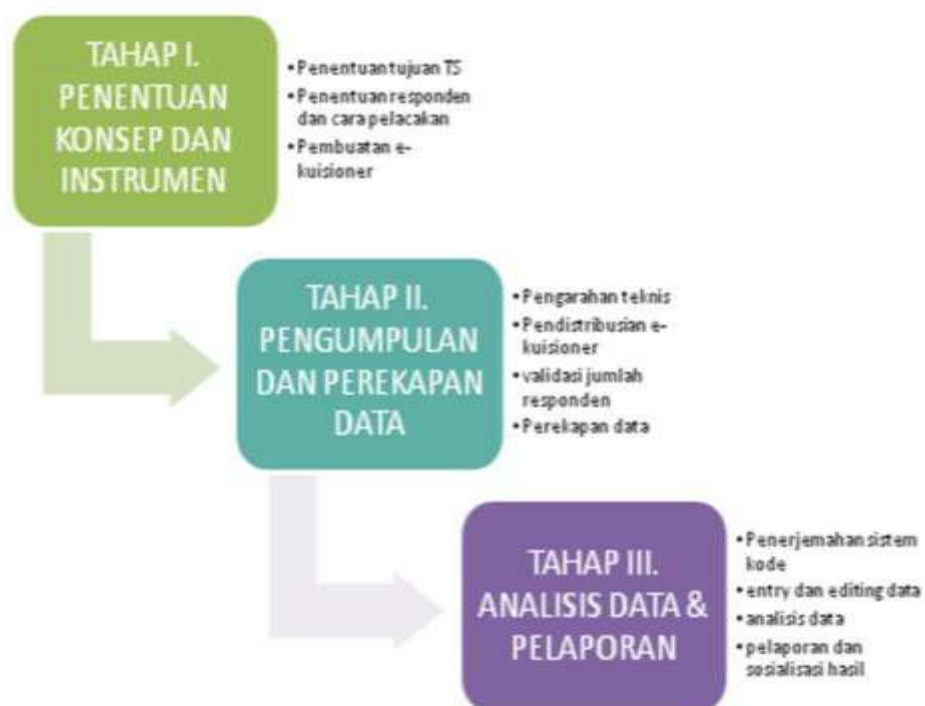 TAHAP I.
PENENTUAN
KONSEP DAN
INSTRUMEN
• Penentuan tujuan TS
• Penentuan responden
dan cara pelacakan
• Pembuatan e-
kuisioner
TAHAP II.
PENGUMPULAN
DAN PEREKAPAN
DATA
• Pengarahan teknis
• Pendistribusian e-
kuisioner
• validasi jumlah
responden
• Perekapan data
TAHAP III.
ANALISIS DATA &
PELAPORAN
• Penerjemahan sistem
kode
• entry dan editing data
• analisis data
• pelaporan dan
sosialisasi hasil